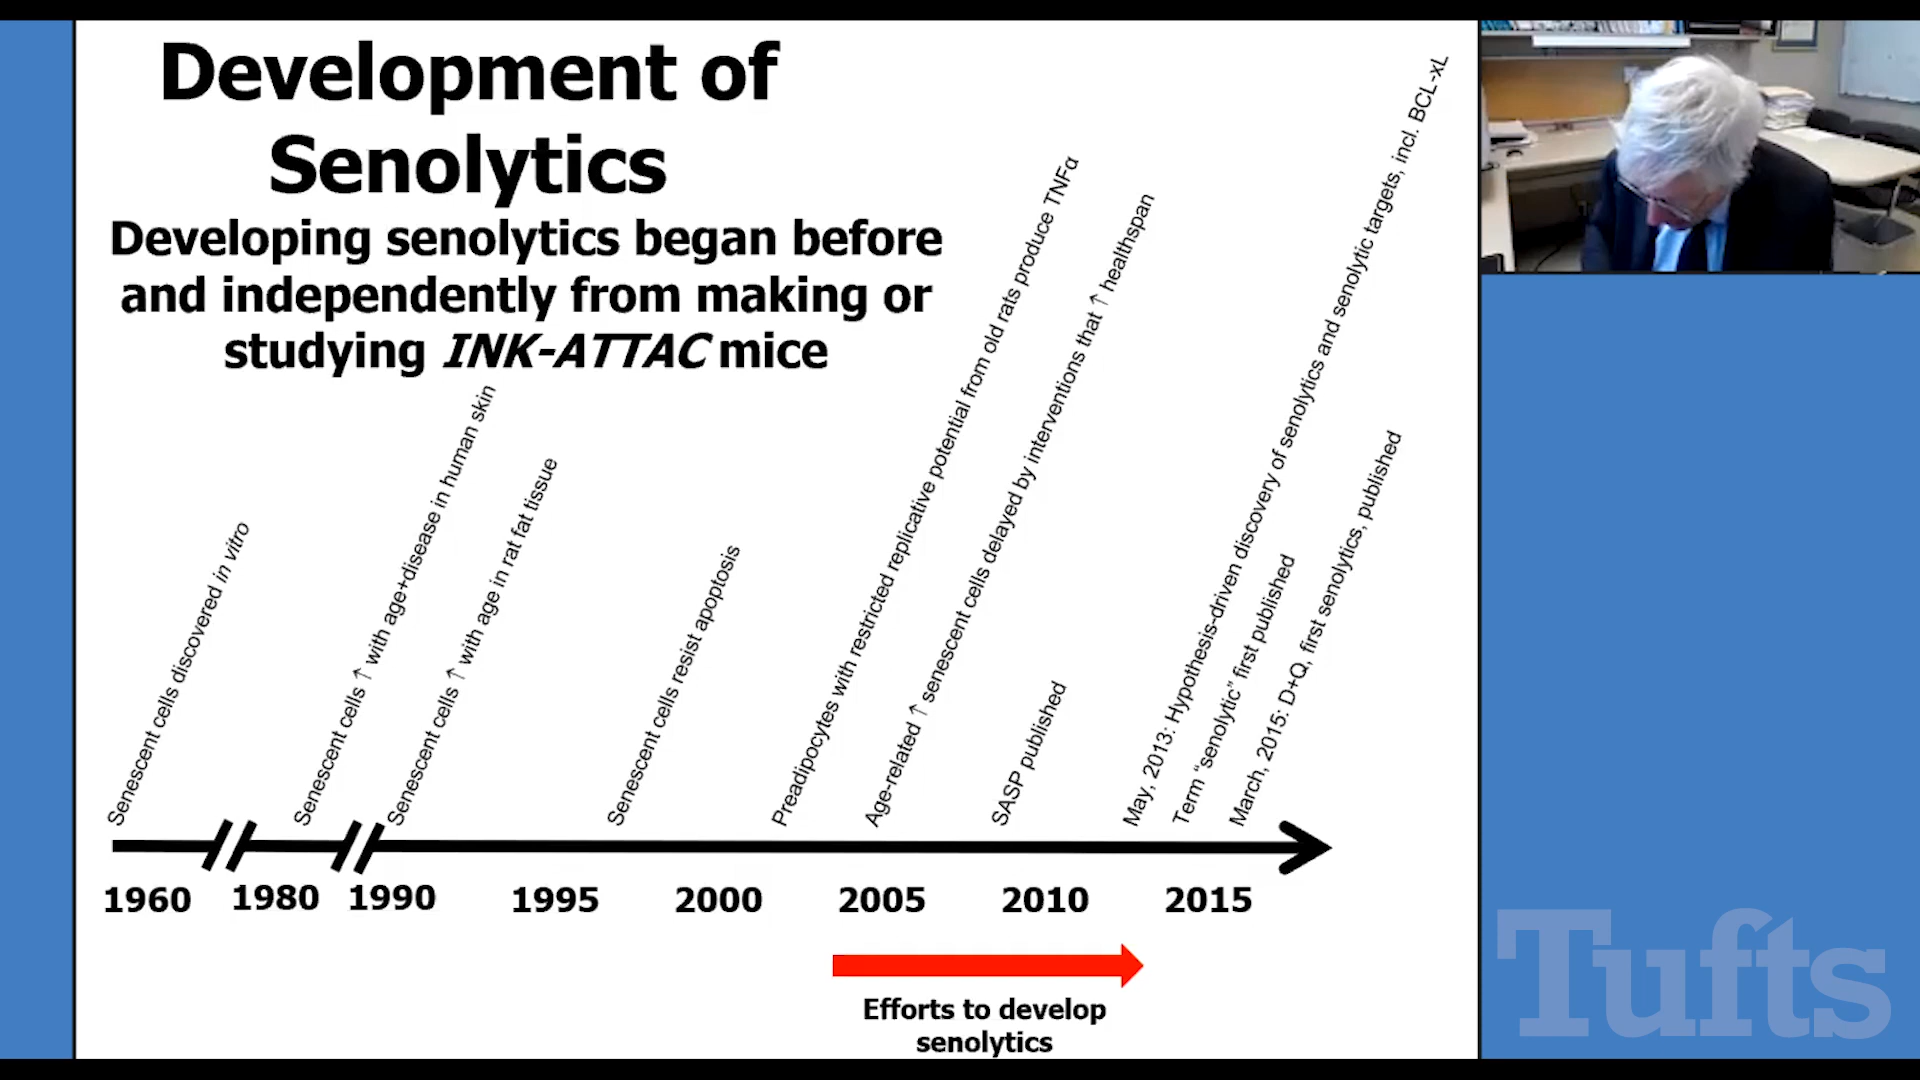 Development of
Senolytics
Developing senolytics began before
and independently from making or
studying INK-ATTAC mice
Senescent cells discovered in vitro
Senescent cells ↑ with age+disease in human skin
Senescent cells ↑ with age in rat fat tissue
Senescent cells resist apoptosis
Preadipocytes with restricted replicative potential from old rats produce TNFα
Age-related ↑ senescent cells delayed by interventions that ↑ healthspan
SASP published
May, 2013: Hypothesis-driven discovery of senolytics and senolytic targets, incl. BCL-xL
Term “senolytic” first published
March, 2015: D+Q, first senolytics, published
1960 1980 1990 1995 2000 2005 2010 2015
Efforts to develop
senolytics
Tufts